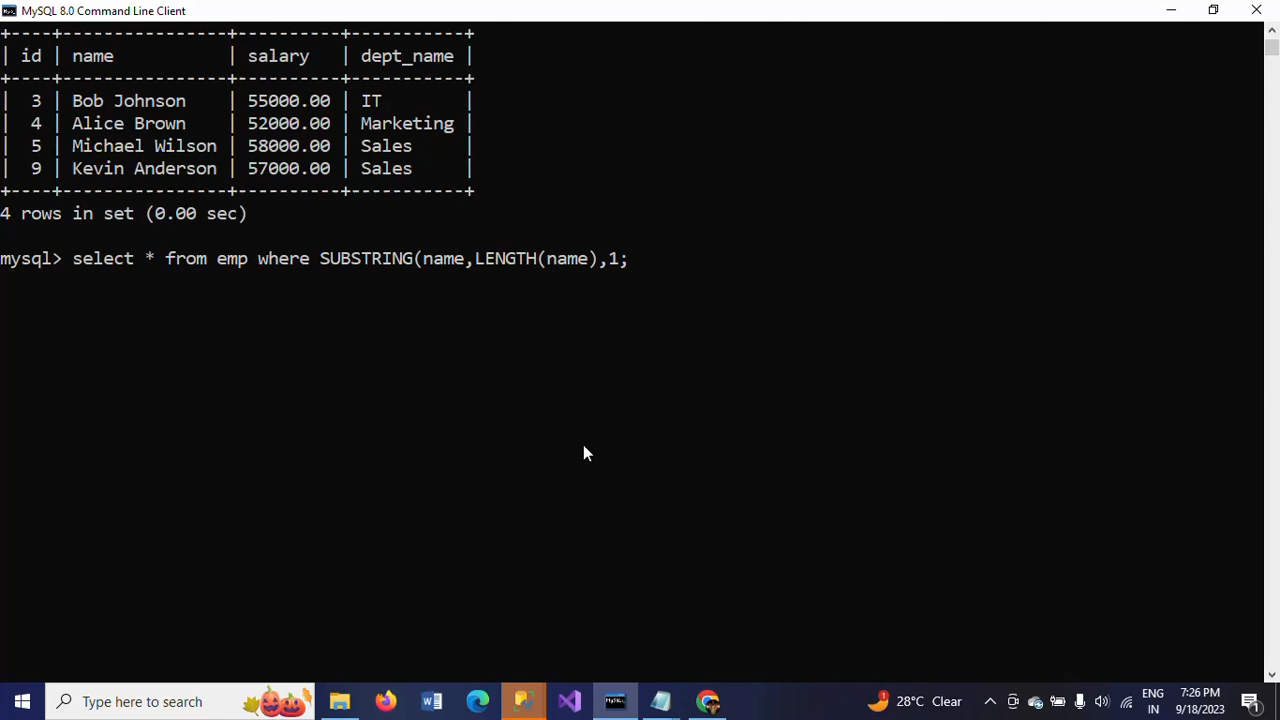 MySQL 8.0 Command Line Client
+----+----------------+----------+-----------+
| id | name           | salary   | dept_name |
+----+----------------+----------+-----------+
|  3 | Bob Johnson    | 55000.00 | IT        |
|  4 | Alice Brown    | 52000.00 | Marketing |
|  5 | Michael Wilson | 58000.00 | Sales     |
|  9 | Kevin Anderson | 57000.00 | Sales     |
+----+----------------+----------+-----------+
4 rows in set (0.00 sec)
mysql> select * from emp where SUBSTRING(name,LENGTH(name),1;
Type here to search
28°C Clear
ENG
IN
7:26 PM
9/18/2023
1